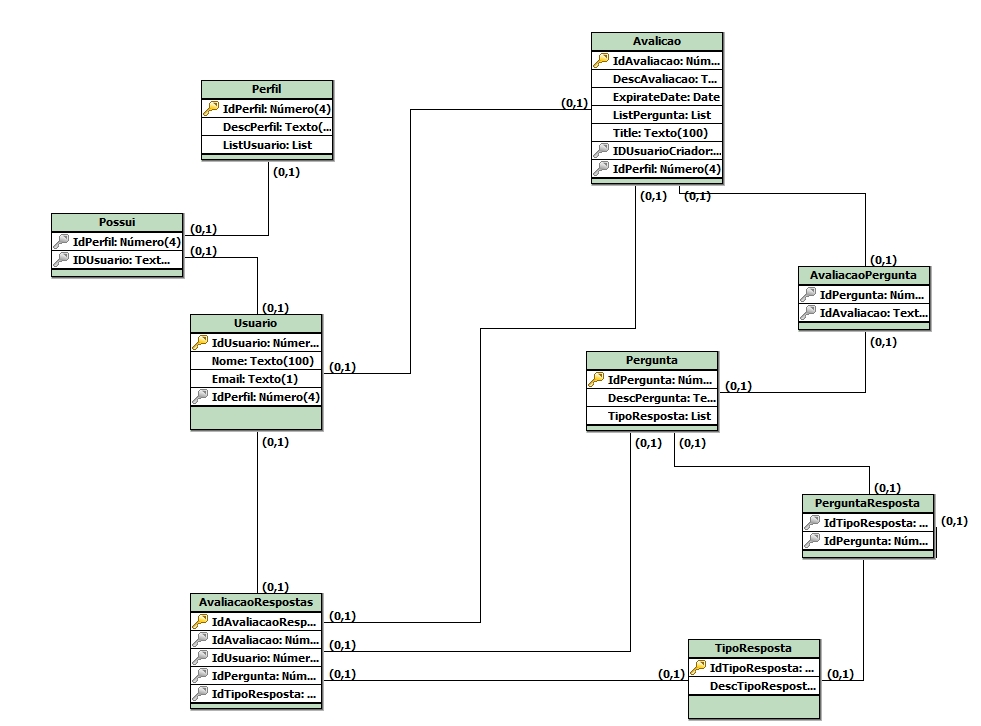 Avalicao
IdAvaliacao: Núm...
DescAvaliacao: T...
ExpirateDate: Date
ListPergunta: List
Title: Texto(100)
IDUsuarioCriador:...
IdPerfil: Número(4)
(0,1)
(0,1)
(0,1)
Perfil
IdPerfil: Número(4)
DescPerfil: Texto(...
ListUsuario: List
(0,1)
Possui
IdPerfil: Número(4)
IDUsuario: Text...
(0,1)
(0,1)
(0,1)
AvaliacaoPergunta
IdPergunta: Núm...
IdAvaliacao: Text...
(0,1)
(0,1)
Usuario
IdUsuario: Númer...
Nome: Texto(100)
Email: Texto(1)
IdPerfil: Número(4)
(0,1)
(0,1)
Pergunta
IdPergunta: Núm...
DescPergunta: Te...
TipoResposta: List
(0,1)
(0,1)
(0,1)
(0,1)
PerguntaResposta
IdTipoResposta: ...
IdPergunta: Núm...
(0,1)
(0,1)
AvaliacaoRespostas
IdAvaliacaoResp...
IdAvaliacao: Núm...
IdUsuario: Númer...
IdPergunta: Núm...
IdTipoResposta: ...
(0,1)
(0,1)
(0,1)
(0,1)
TipoResposta
IdTipoResposta: ...
DescTipoRespost...
(0,1)